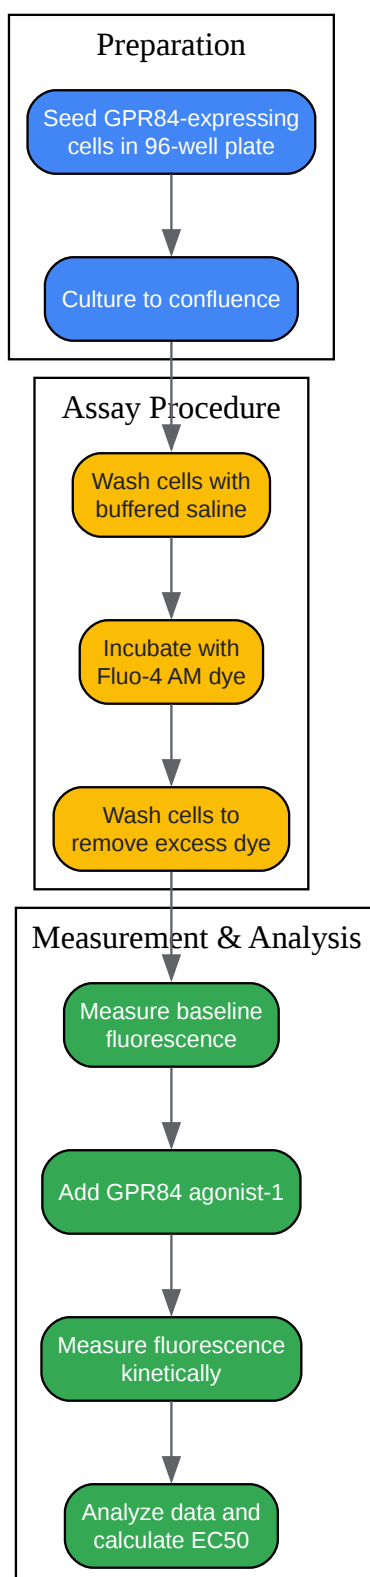 Preparation
Seed GPR84-expressing
cells in 96-well plate
Culture to confluence
Assay Procedure
Wash cells with
buffered saline
Incubate with
Fluo-4 AM dye
Wash cells to
remove excess dye
Measurement & Analysis
Measure baseline
fluorescence
Add GPR84 agonist-1
Measure fluorescence
kinetically
Analyze data and
calculate EC50